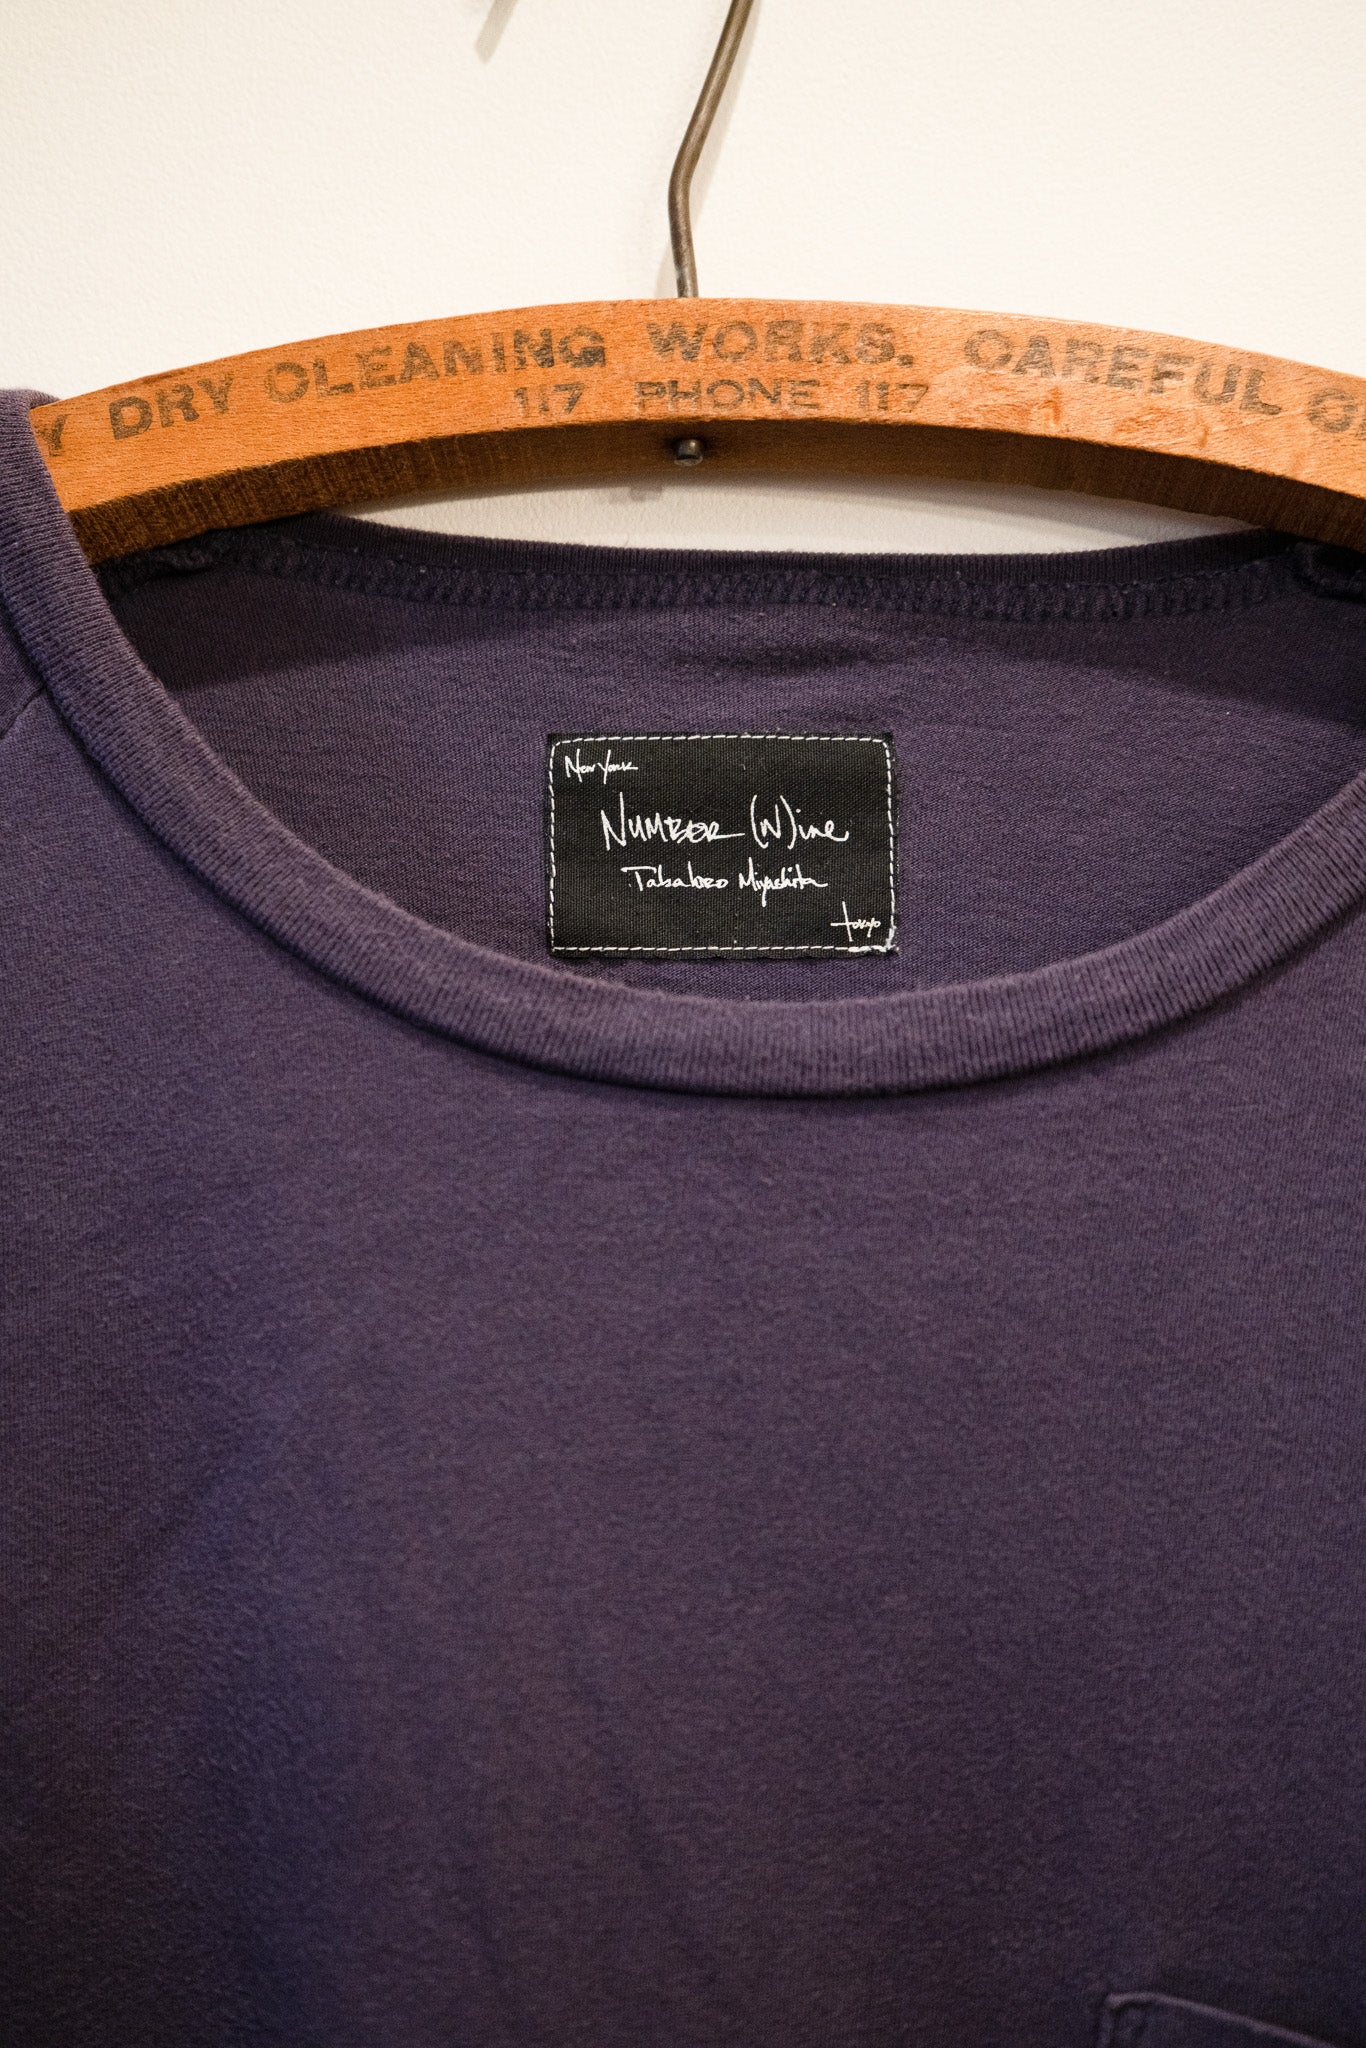 Y DRY CLEANING WORKS. CAREFUL
117 PHONE 117
New York
NUMBER (N)ine
Takahiro Miyashita
tokyo